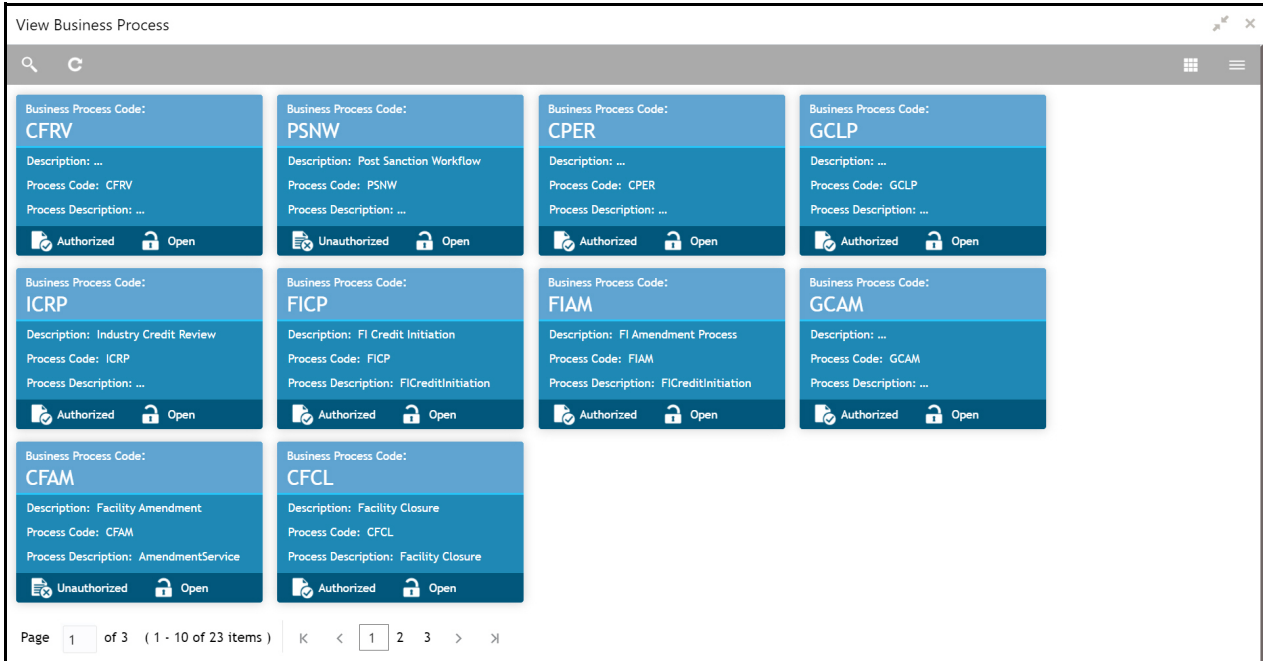 View Business Process
Business Process Code:
CFRV
Description: ...
Process Code: CFRV
Process Description: ...
Authorized Open
Business Process Code:
PSNW
Description: Post Sanction Workflow
Process Code: PSNW
Process Description: ...
Unauthorized Open
Business Process Code:
CPER
Description: ...
Process Code: CPER
Process Description: ...
Authorized Open
Business Process Code:
GCLP
Description: ...
Process Code: GCLP
Process Description: ...
Authorized Open
Business Process Code:
ICRP
Description: Industry Credit Review
Process Code: ICRP
Process Description: ...
Authorized Open
Business Process Code:
FICP
Description: FI Credit Initiation
Process Code: FICP
Process Description: FICreditInitiation
Authorized Open
Business Process Code:
FIAM
Description: FI Amendment Process
Process Code: FIAM
Process Description: FICreditInitiation
Authorized Open
Business Process Code:
GCAM
Description: ...
Process Code: GCAM
Process Description: ...
Authorized Open
Business Process Code:
CFAM
Description: Facility Amendment
Process Code: CFAM
Process Description: AmendmentService
Unauthorized Open
Business Process Code:
CFCL
Description: Facility Closure
Process Code: CFCL
Process Description: Facility Closure
Authorized Open
Page 1 of 3 ( 1 - 10 of 23 items ) 1 2 3